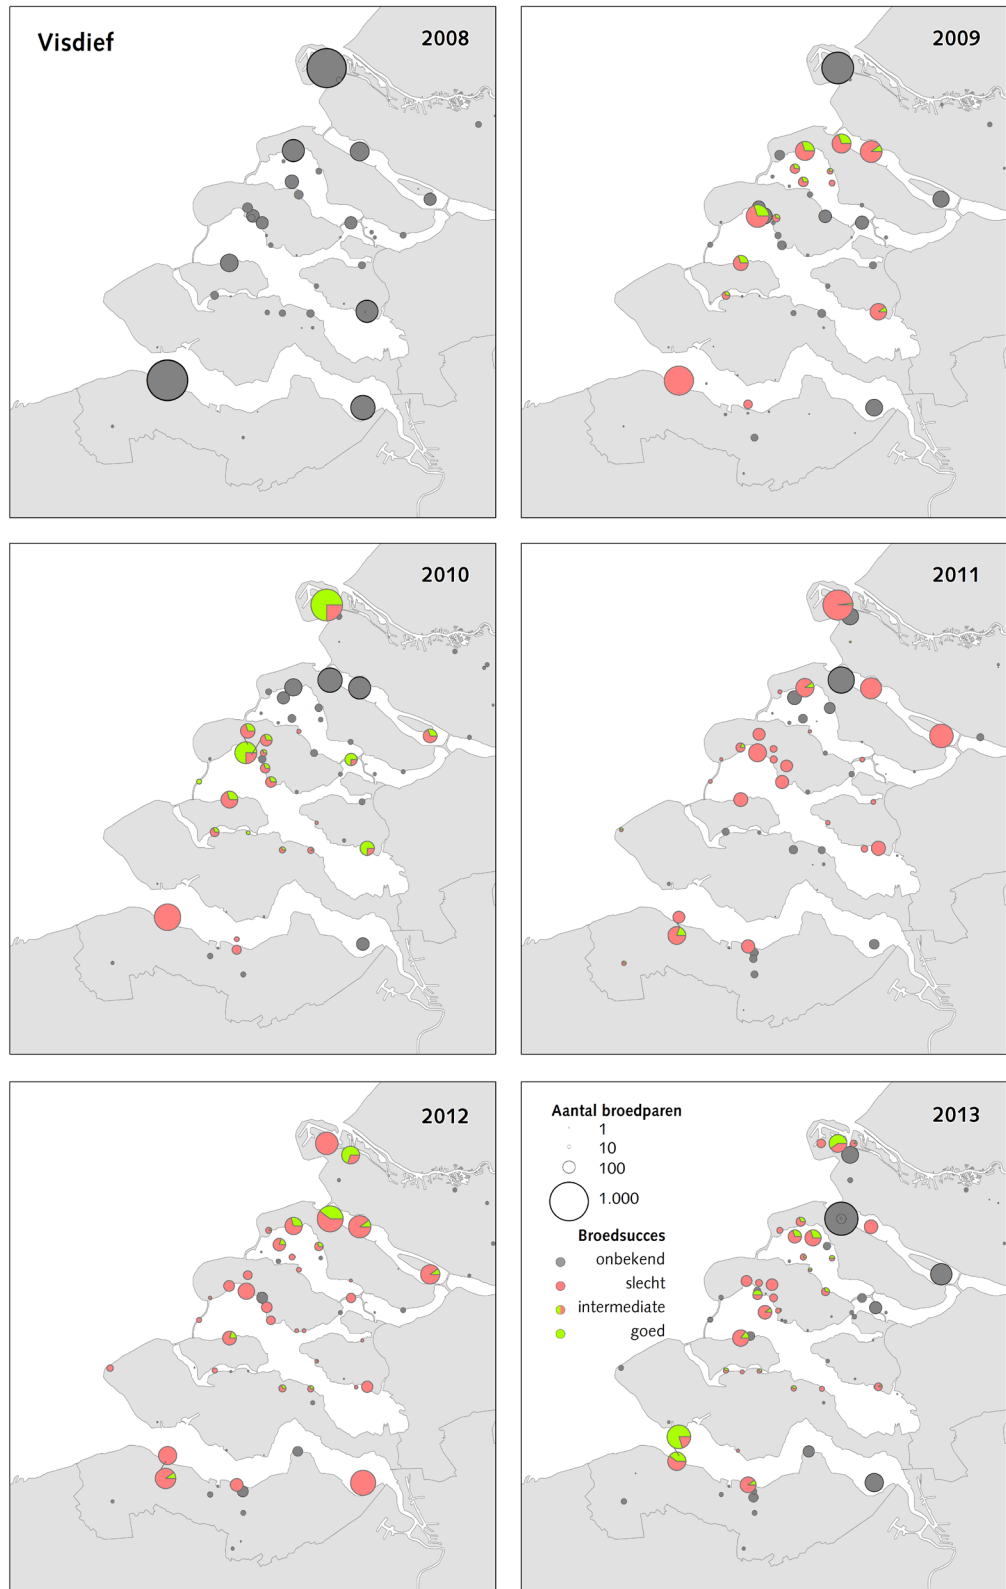 Visdief
2008
2009
2010
2011
2012
2013
Aantal broedparen
1
10
100
1.000
Broedsucces
onbekend
slecht
intermediate
goed